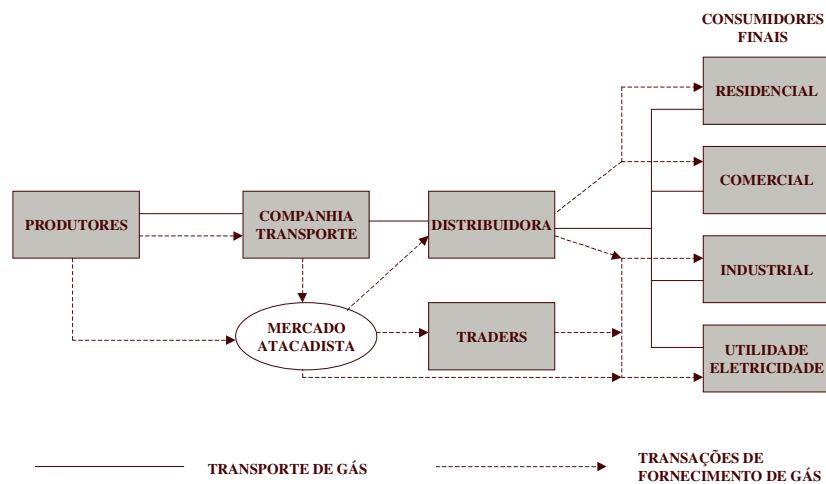 CONSUMIDORES
FINAIS
RESIDENCIAL
COMERCIAL
PRODUTORES
COMPANHIA
TRANSPORTE
DISTRIBUIDORA
INDUSTRIAL
MERCADO
ATACADISTA
TRADERS
UTILIDADE
ELETRICIDADE
TRANSPORTE DE GÁS
TRANSAÇÕES DE
FORNECIMENTO DE GÁS